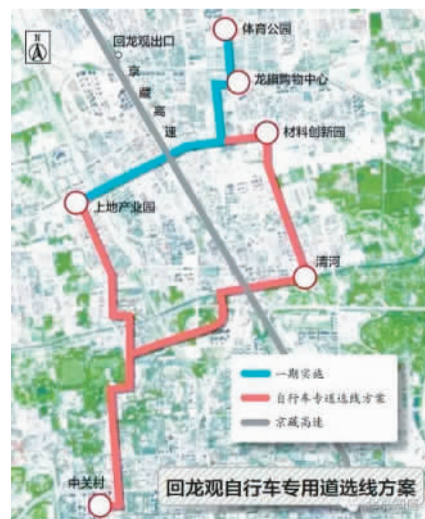 体育公园
N
回龙观出口
京藏高速
龙旗购物中心
材料创新园
上地产业园
清河
一期实施
自行车专道选线方案
京藏高速
中关村
回龙观自行车专用道选线方案